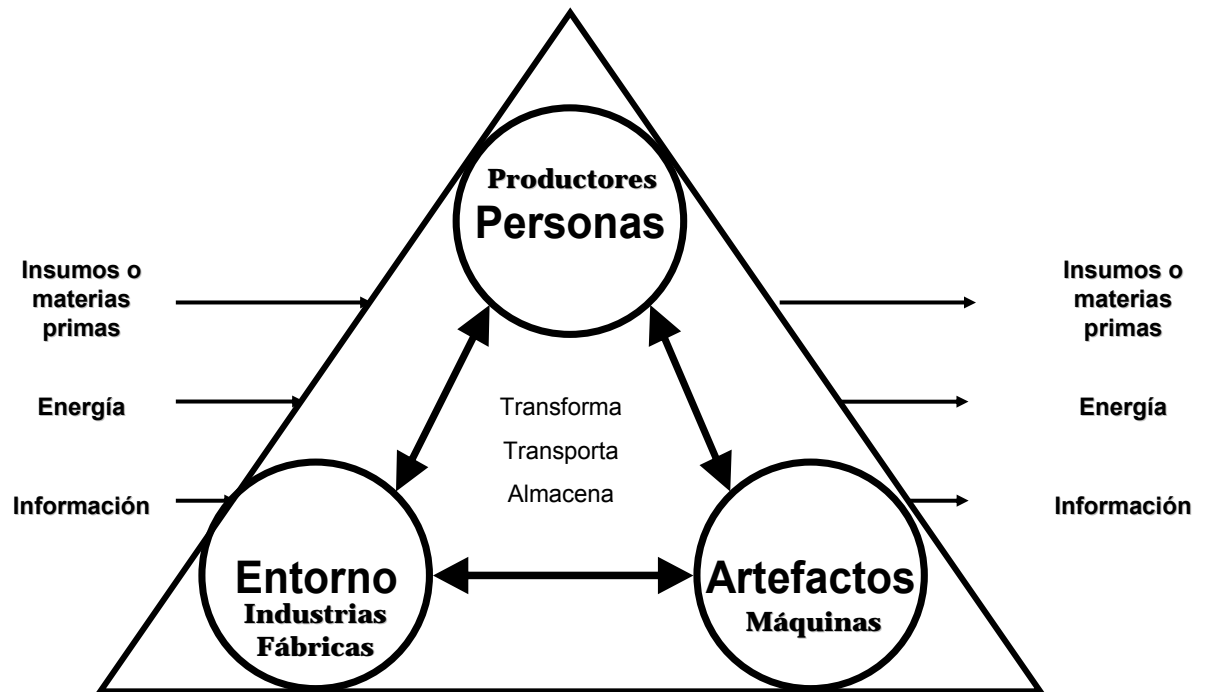 Productores
Personas
Insumos o
materias
primas
Energía
Información
Transforma
Transporta
Almacena
Insumos o
materias
primas
Energía
Información
Entorno
Industrias
Fábricas
Artefactos
Máquinas